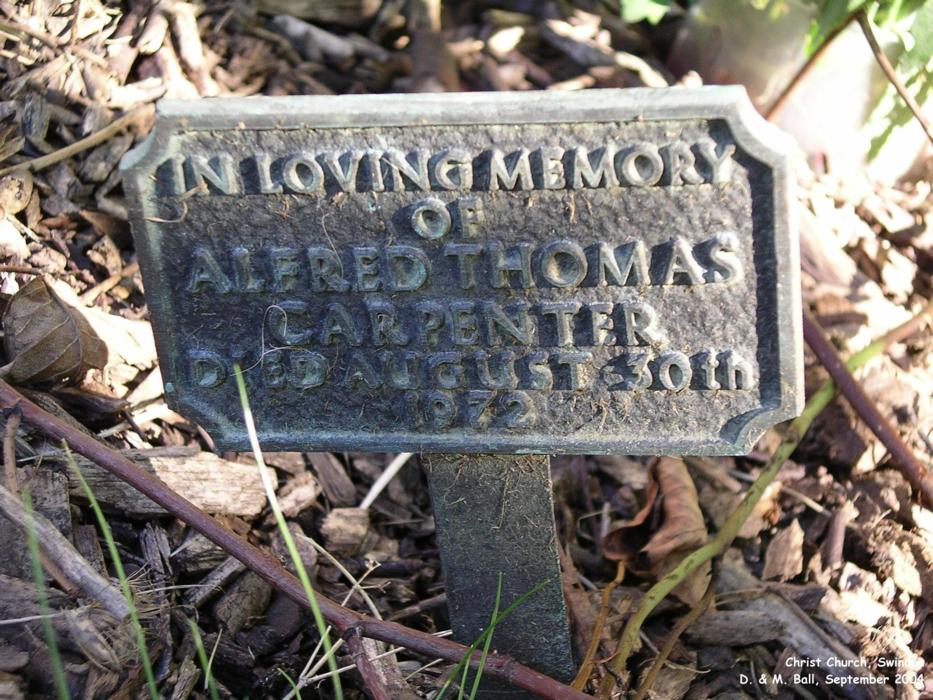 IN LOVING MEMORY
OF
ALFRED THOMAS
CARPENTER
DIED AUGUST 30th
1972
Christ Church, Swindon
D. & M. Ball, September 2004